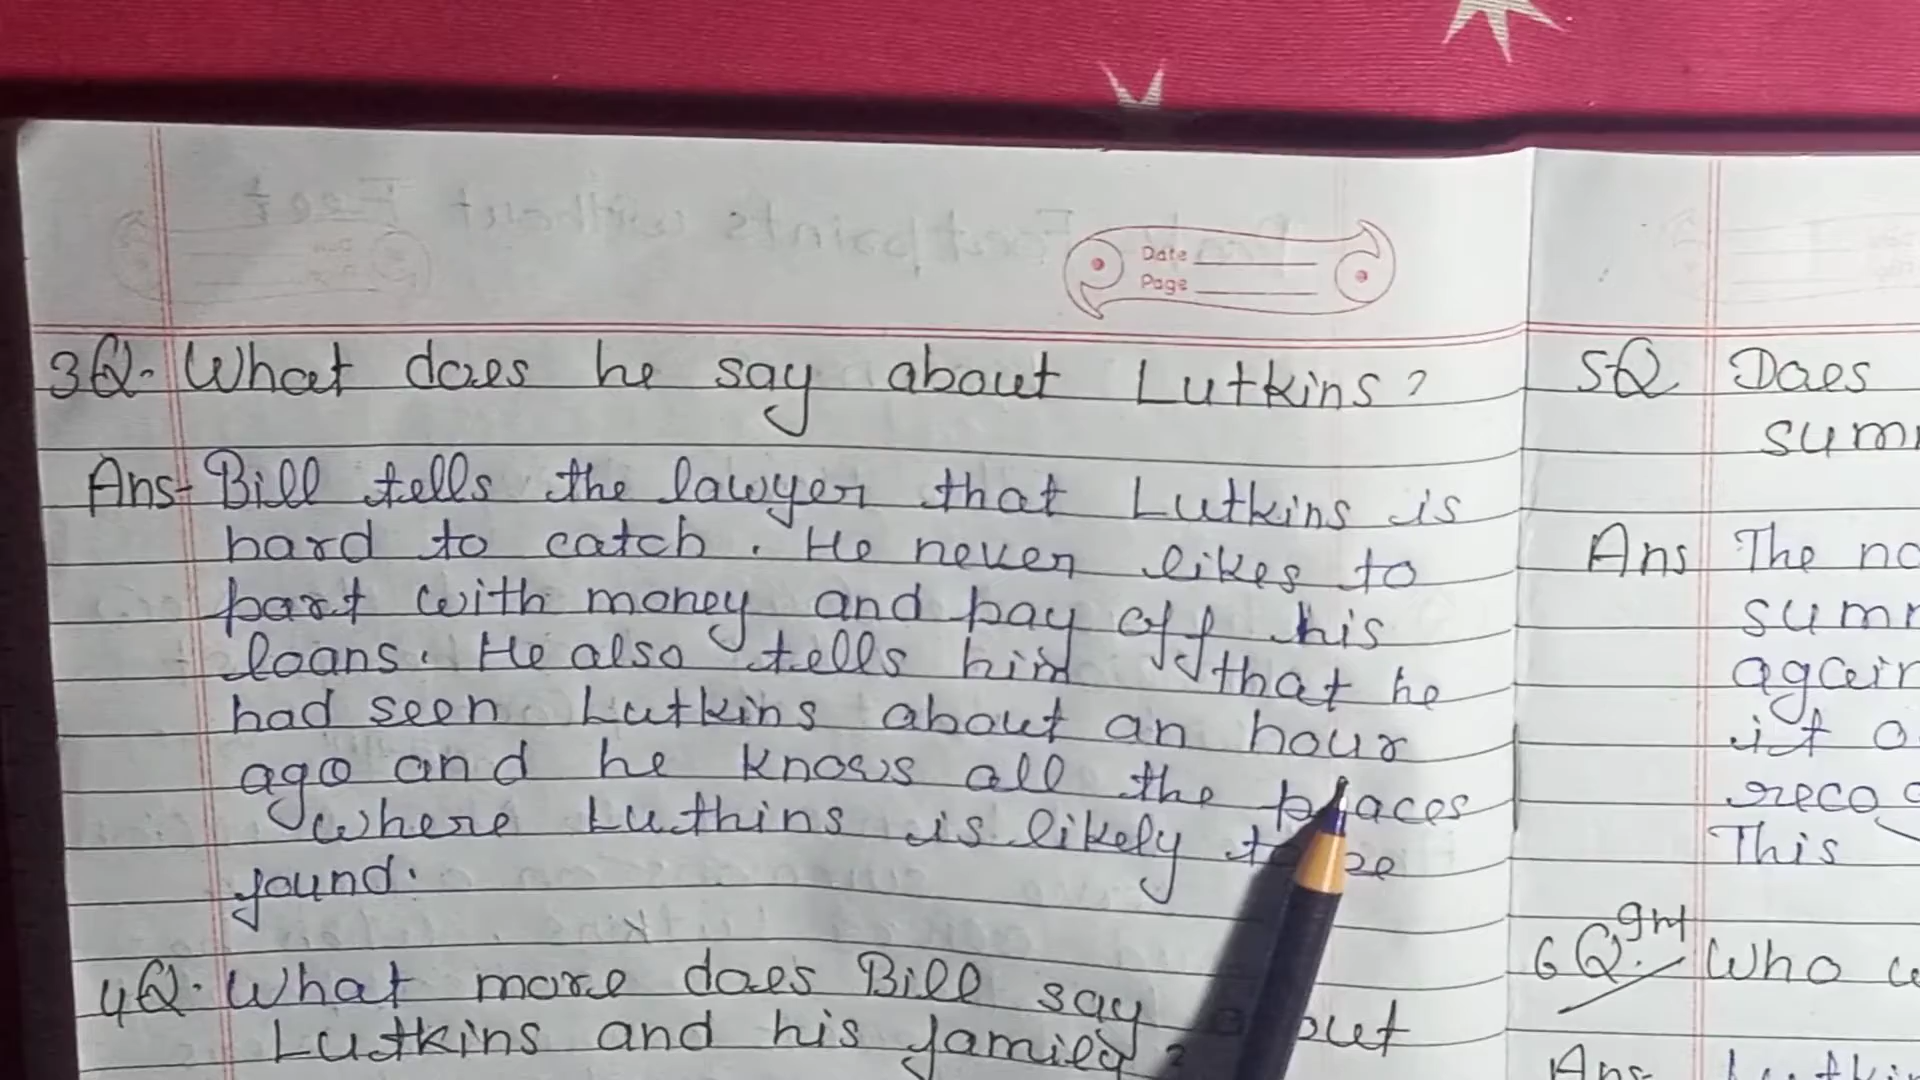 Date
Page
3Q. What does he say about Lutkins?
Ans- Bill tells the lawyer that Lutkins is
hard to catch. He never likes to
part with money and pay off his
loans. He also tells him that he
had seen Lutkins about an hour
ago and he knows all the places
where Luthins is likely to be
found.
4Q. What more does Bill say about
Lutkins and his family?
5Q Does
summ
Ans The no
summ
again
it o
reco
This
6Q. Who
Ans-